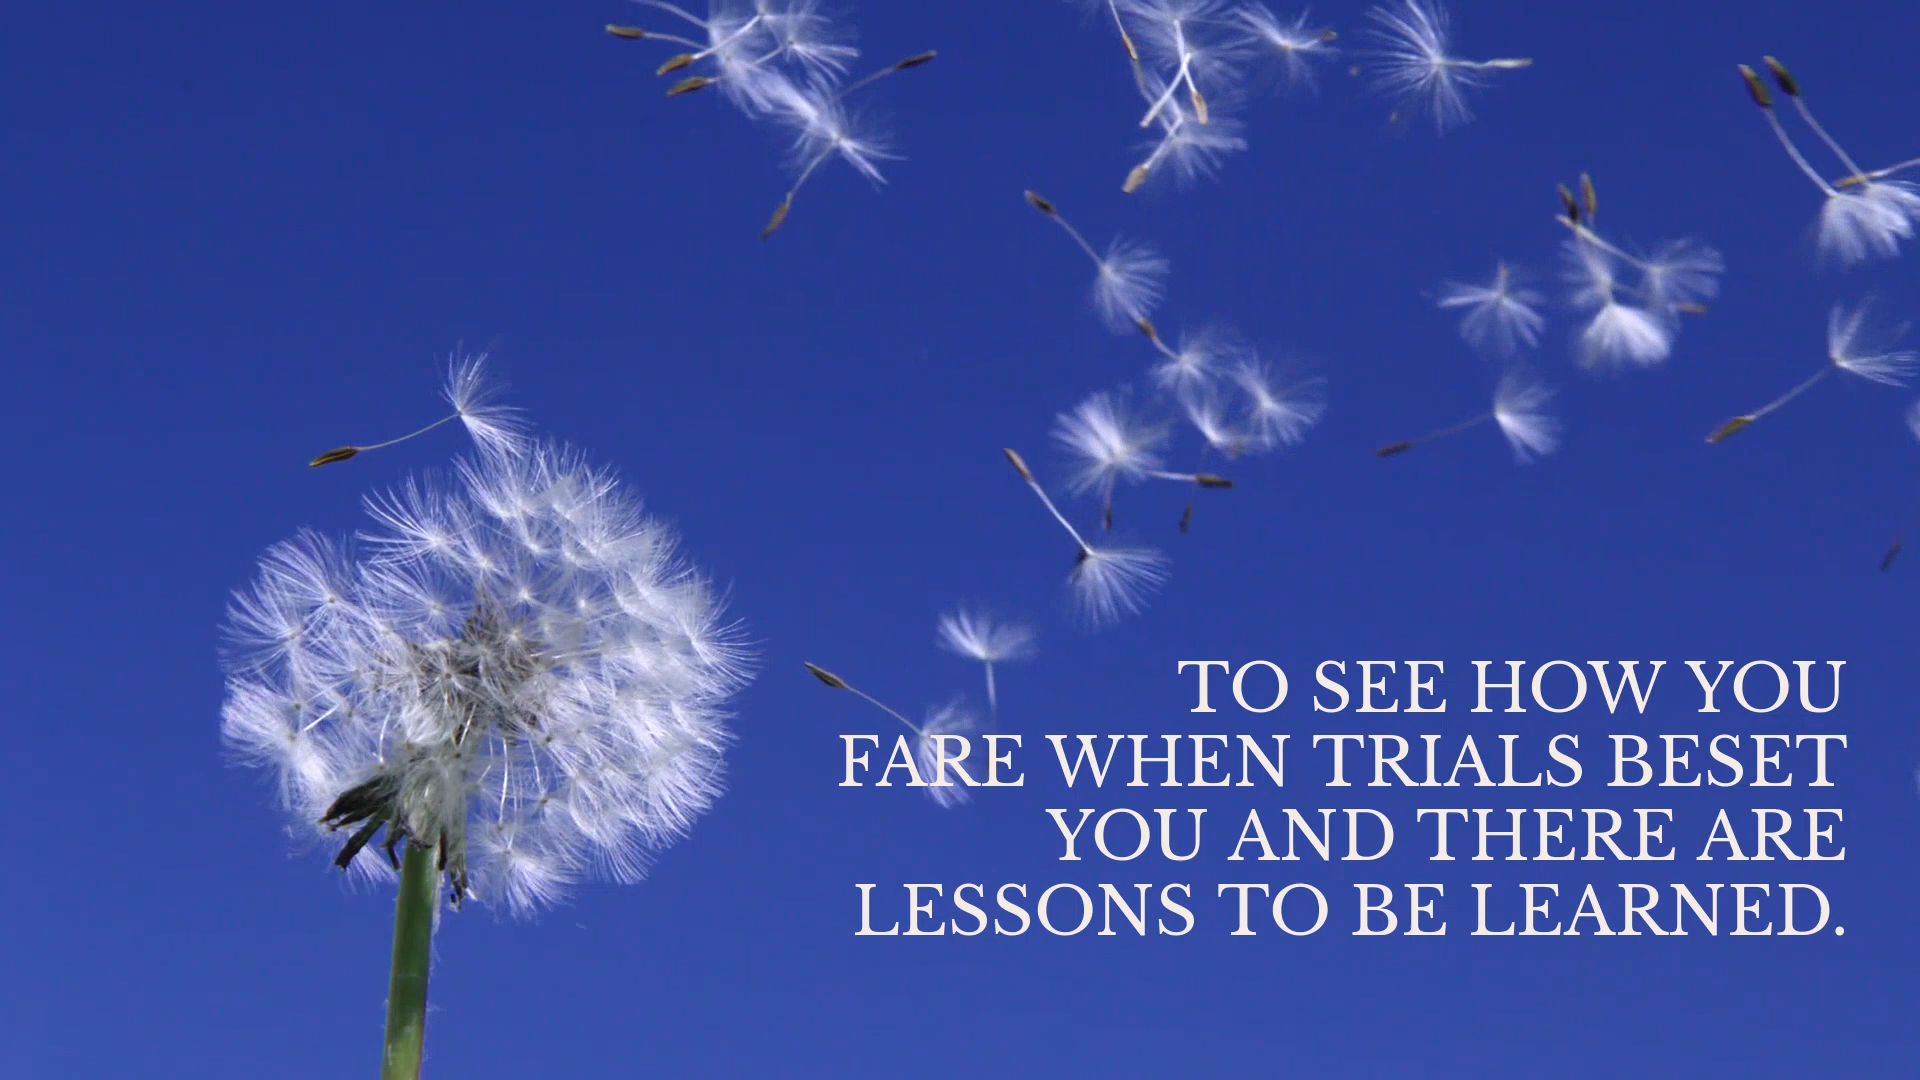 TO SEE HOW YOU
FARE WHEN TRIALS BESET
YOU AND THERE ARE
LESSONS TO BE LEARNED.